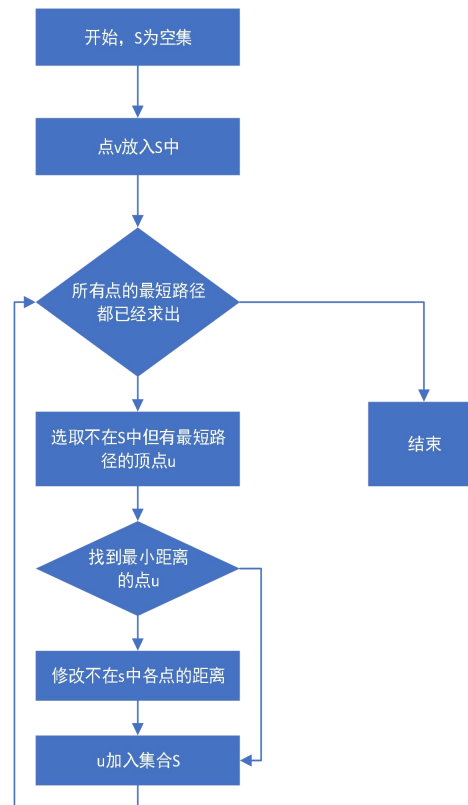 开始，S为空集
点v放入S中
所有点的最短路径
都已经求出
选取不在S中但有最短路
径的顶点u
结束
找到最小距离
的点u
修改不在s中各点的距离
u加入集合S